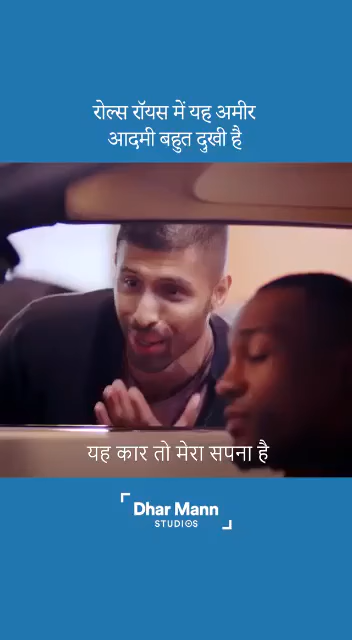 रोल्स रॉयस में यह अमीर
आदमी बहुत दुखी है
यह कार तो मेरा सपना है
Dhar Mann
STUDIOS